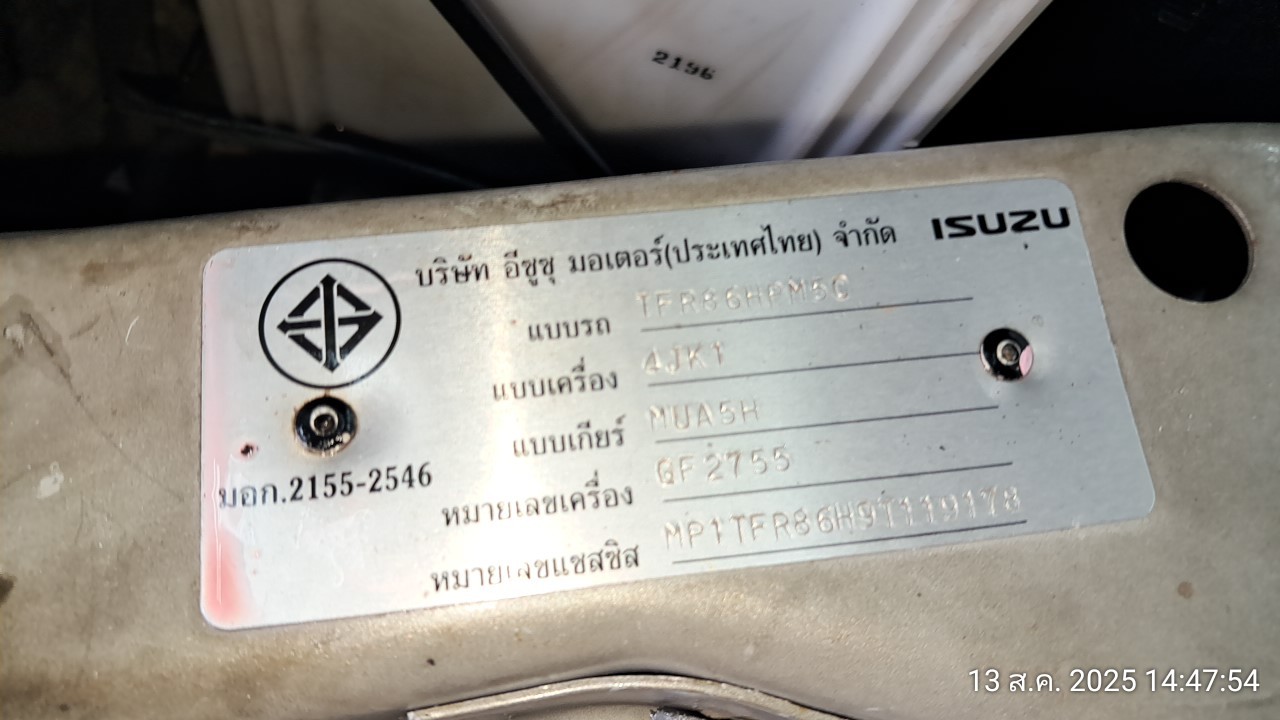 2156
บริษัท อีซูซุ มอเตอร์(ประเทศไทย) จำกัด ISUZU
แบบรถ TFR86HPM5C
แบบเครื่อง 4JK1
แบบเกียร์ MUA5H
มอก.2155-2546
หมายเลขเครื่อง QF2755
หมายเลขแชสซิส MP1TFR86H9T119178
13 ส.ค. 2025 14:47:54